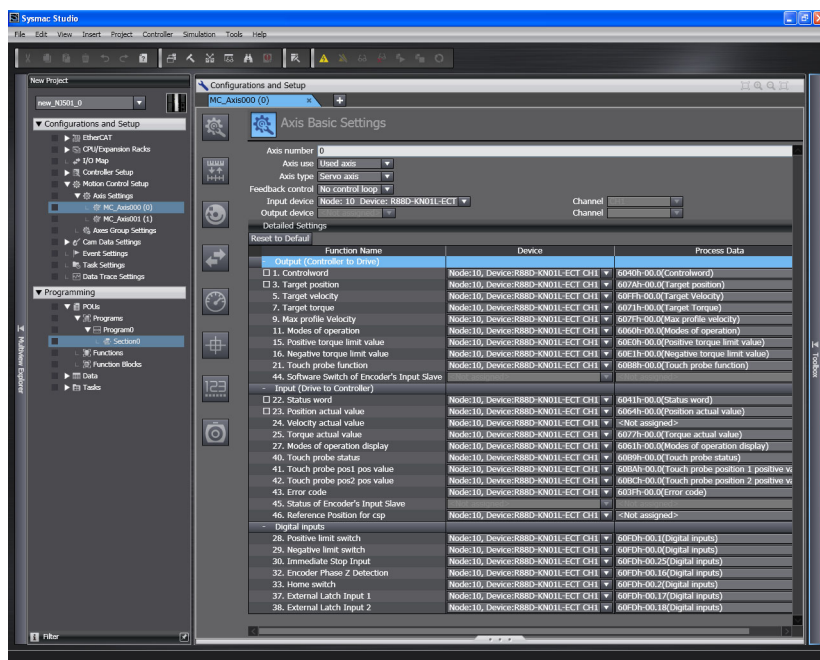 Sysmac Studio
File Edit View Insert Project Controller Simulation Tools Help
New Project
new_NJ501_0
Configurations and Setup
EtherCAT
CPU/Expansion Racks
I/O Map
Controller Setup
Motion Control Setup
Axis Settings
MC_Axis000 (0)
MC_Axis001 (1)
Axes Group Settings
Cam Data Settings
Event Settings
Task Settings
Data Trace Settings
Programming
POUs
Programs
Program0
Section0
Functions
Function Blocks
Data
Tasks
Filter
Multiview Explorer
Configurations and Setup
MC_Axis000 (0)
Axis Basic Settings
Axis number 0
Axis use Used axis
Axis type Servo axis
Feedback control No control loop
Input device Node: 10 Device: R88D-KN01L-ECT Channel
Output device Channel
Detailed Settings
Reset to Defaul
Function Name Device Process Data
- Output (Controller to Drive)
1. Controlword Node:10, Device:R88D-KN01L-ECT CH1 6040h-00.0(Controlword)
3. Target position Node:10, Device:R88D-KN01L-ECT CH1 607Ah-00.0(Target position)
5. Target velocity Node:10, Device:R88D-KN01L-ECT CH1 60FFh-00.0(Target Velocity)
7. Target torque Node:10, Device:R88D-KN01L-ECT CH1 6071h-00.0(Target Torque)
9. Max profile Velocity Node:10, Device:R88D-KN01L-ECT CH1 607Fh-00.0(Max profile velocity)
11. Modes of operation Node:10, Device:R88D-KN01L-ECT CH1 6060h-00.0(Modes of operation)
15. Positive torque limit value Node:10, Device:R88D-KN01L-ECT CH1 60E0h-00.0(Positive torque limit value)
16. Negative torque limit value Node:10, Device:R88D-KN01L-ECT CH1 60E1h-00.0(Negative torque limit value)
21. Touch probe function Node:10, Device:R88D-KN01L-ECT CH1 60B8h-00.0(Touch probe function)
44. Software Switch of Encoder's Input Slave
- Input (Drive to Controller)
22. Status word Node:10, Device:R88D-KN01L-ECT CH1 6041h-00.0(Status word)
23. Position actual value Node:10, Device:R88D-KN01L-ECT CH1 6064h-00.0(Position actual value)
24. Velocity actual value Node:10, Device:R88D-KN01L-ECT CH1 <Not assigned>
25. Torque actual value Node:10, Device:R88D-KN01L-ECT CH1 6077h-00.0(Torque actual value)
27. Modes of operation display Node:10, Device:R88D-KN01L-ECT CH1 6061h-00.0(Modes of operation display)
40. Touch probe status Node:10, Device:R88D-KN01L-ECT CH1 60B9h-00.0(Touch probe status)
41. Touch probe pos1 pos value Node:10, Device:R88D-KN01L-ECT CH1 60BAh-00.0(Touch probe position 1 positive va
42. Touch probe pos2 pos value Node:10, Device:R88D-KN01L-ECT CH1 60BCh-00.0(Touch probe position 2 positive va
43. Error code Node:10, Device:R88D-KN01L-ECT CH1 603Fh-00.0(Error code)
45. Status of Encoder's Input Slave
46. Reference Position for csp Node:10, Device:R88D-KN01L-ECT CH1 <Not assigned>
- Digital inputs
28. Positive limit switch Node:10, Device:R88D-KN01L-ECT CH1 60FDh-00.1(Digital inputs)
29. Negative limit switch Node:10, Device:R88D-KN01L-ECT CH1 60FDh-00.0(Digital inputs)
30. Immediate Stop Input Node:10, Device:R88D-KN01L-ECT CH1 60FDh-00.25(Digital inputs)
32. Encoder Phase Z Detection Node:10, Device:R88D-KN01L-ECT CH1 60FDh-00.16(Digital inputs)
33. Home switch Node:10, Device:R88D-KN01L-ECT CH1 60FDh-00.2(Digital inputs)
37. External Latch Input 1 Node:10, Device:R88D-KN01L-ECT CH1 60FDh-00.17(Digital inputs)
38. External Latch Input 2 Node:10, Device:R88D-KN01L-ECT CH1 60FDh-00.18(Digital inputs)
123
Toolbox